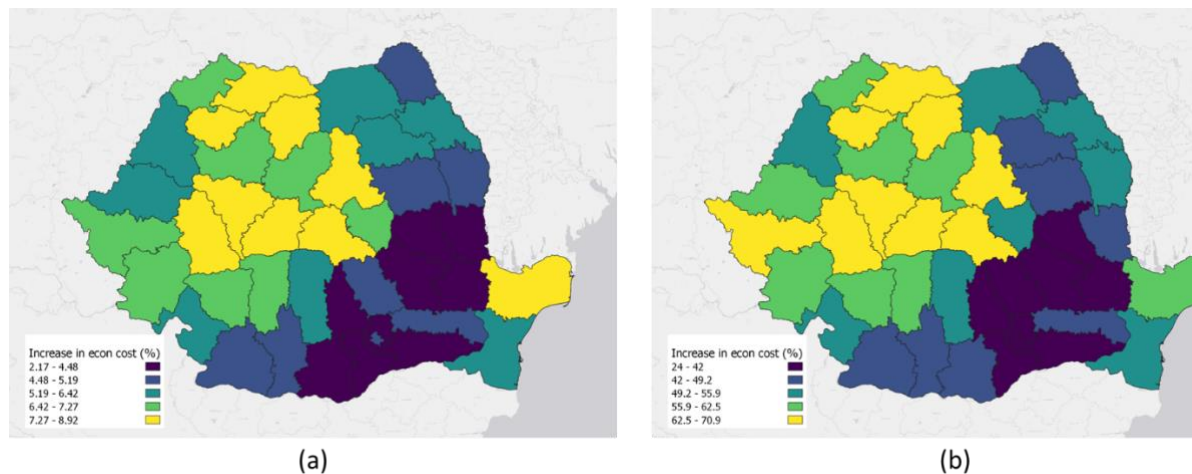 Increase in econ cost (%)
2.17 - 4.48
4.48 - 5.19
5.19 - 6.42
6.42 - 7.27
7.27 - 8.92
(a)
Increase in econ cost (%)
24 - 42
42 - 49.2
49.2 - 55.9
55.9 - 62.5
62.5 - 70.9
(b)